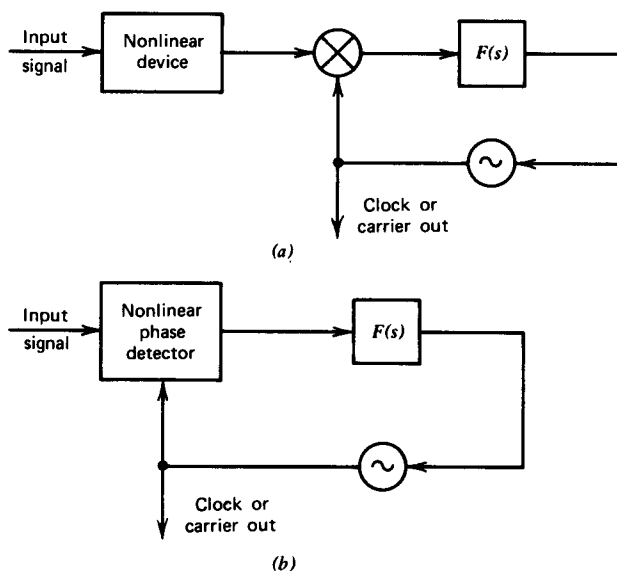 Input
signal
Nonlinear
device
F(s)
Clock or
carrier out
(a)
Input
signal
Nonlinear
phase
detector
F(s)
Clock or
carrier out
(b)